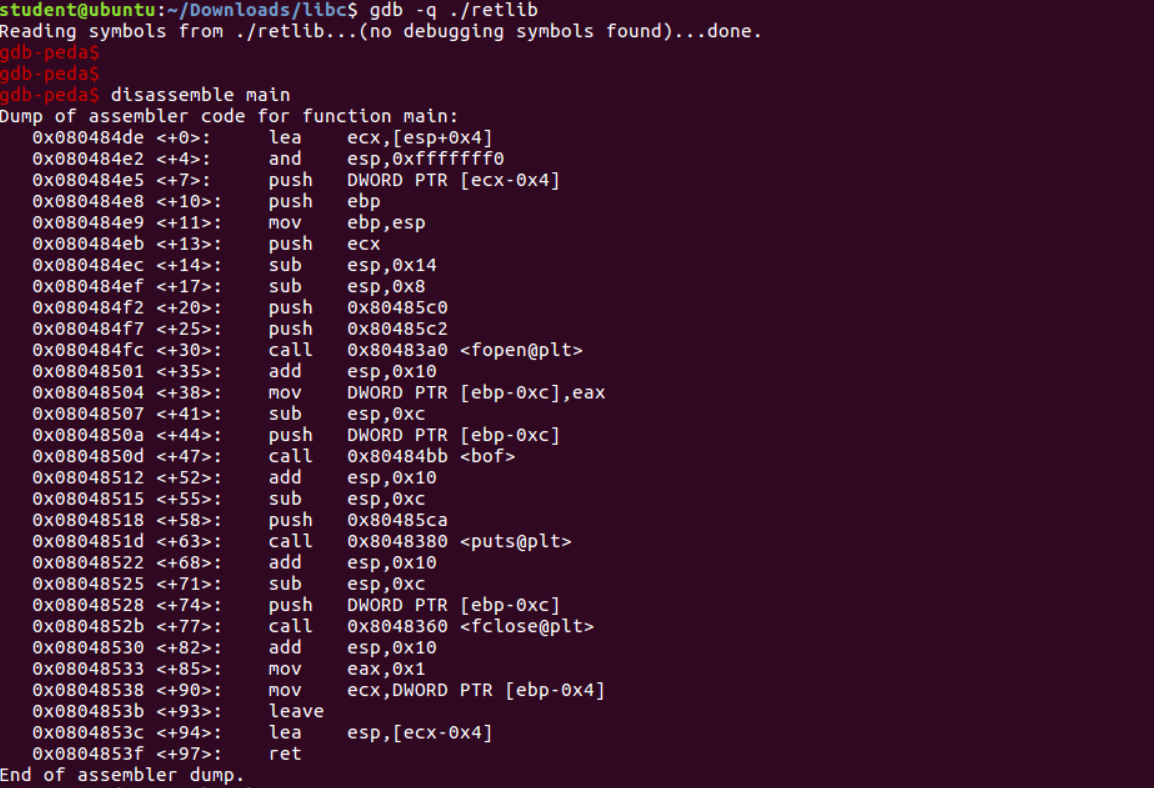 student@ubuntu:~/Downloads/libc$ gdb -q ./retlib
Reading symbols from ./retlib...(no debugging symbols found)...done.
gdb-peda$
gdb-peda$
gdb-peda$ disassemble main
Dump of assembler code for function main:
   0x080484de <+0>:	lea    ecx,[esp+0x4]
   0x080484e2 <+4>:	and    esp,0xfffffff0
   0x080484e5 <+7>:	push   DWORD PTR [ecx-0x4]
   0x080484e8 <+10>:	push   ebp
   0x080484e9 <+11>:	mov    ebp,esp
   0x080484eb <+13>:	push   ecx
   0x080484ec <+14>:	sub    esp,0x14
   0x080484ef <+17>:	sub    esp,0x8
   0x080484f2 <+20>:	push   0x80485c0
   0x080484f7 <+25>:	push   0x80485c2
   0x080484fc <+30>:	call   0x80483a0 <fopen@plt>
   0x08048501 <+35>:	add    esp,0x10
   0x08048504 <+38>:	mov    DWORD PTR [ebp-0xc],eax
   0x08048507 <+41>:	sub    esp,0xc
   0x0804850a <+44>:	push   DWORD PTR [ebp-0xc]
   0x0804850d <+47>:	call   0x80484bb <bof>
   0x08048512 <+52>:	add    esp,0x10
   0x08048515 <+55>:	sub    esp,0xc
   0x08048518 <+58>:	push   0x80485ca
   0x0804851d <+63>:	call   0x8048380 <puts@plt>
   0x08048522 <+68>:	add    esp,0x10
   0x08048525 <+71>:	sub    esp,0xc
   0x08048528 <+74>:	push   DWORD PTR [ebp-0xc]
   0x0804852b <+77>:	call   0x8048360 <fclose@plt>
   0x08048530 <+82>:	add    esp,0x10
   0x08048533 <+85>:	mov    eax,0x1
   0x08048538 <+90>:	mov    ecx,DWORD PTR [ebp-0x4]
   0x0804853b <+93>:	leave
   0x0804853c <+94>:	lea    esp,[ecx-0x4]
   0x0804853f <+97>:	ret
End of assembler dump.